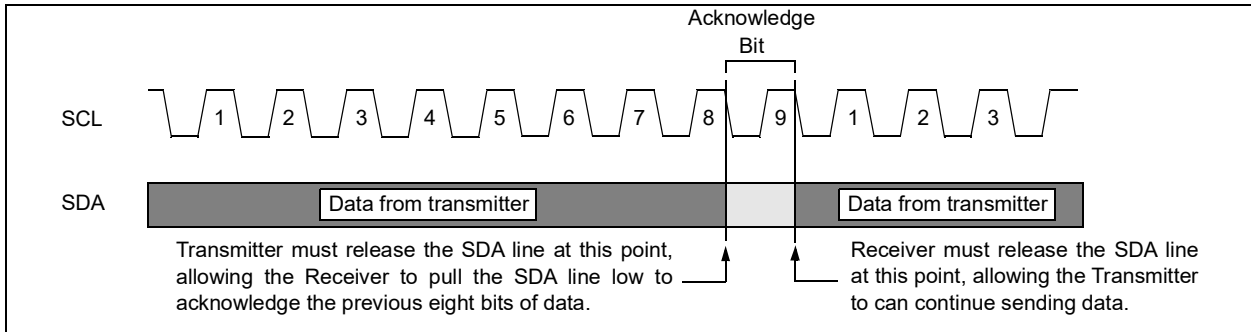 Acknowledge
Bit
SCL
1 2 3 4 5 6 7 8 9 1 2 3
SDA
Data from transmitter
Data from transmitter
Transmitter must release the SDA line at this point,
allowing the Receiver to pull the SDA line low to
acknowledge the previous eight bits of data.
Receiver must release the SDA line
at this point, allowing the Transmitter
to can continue sending data.